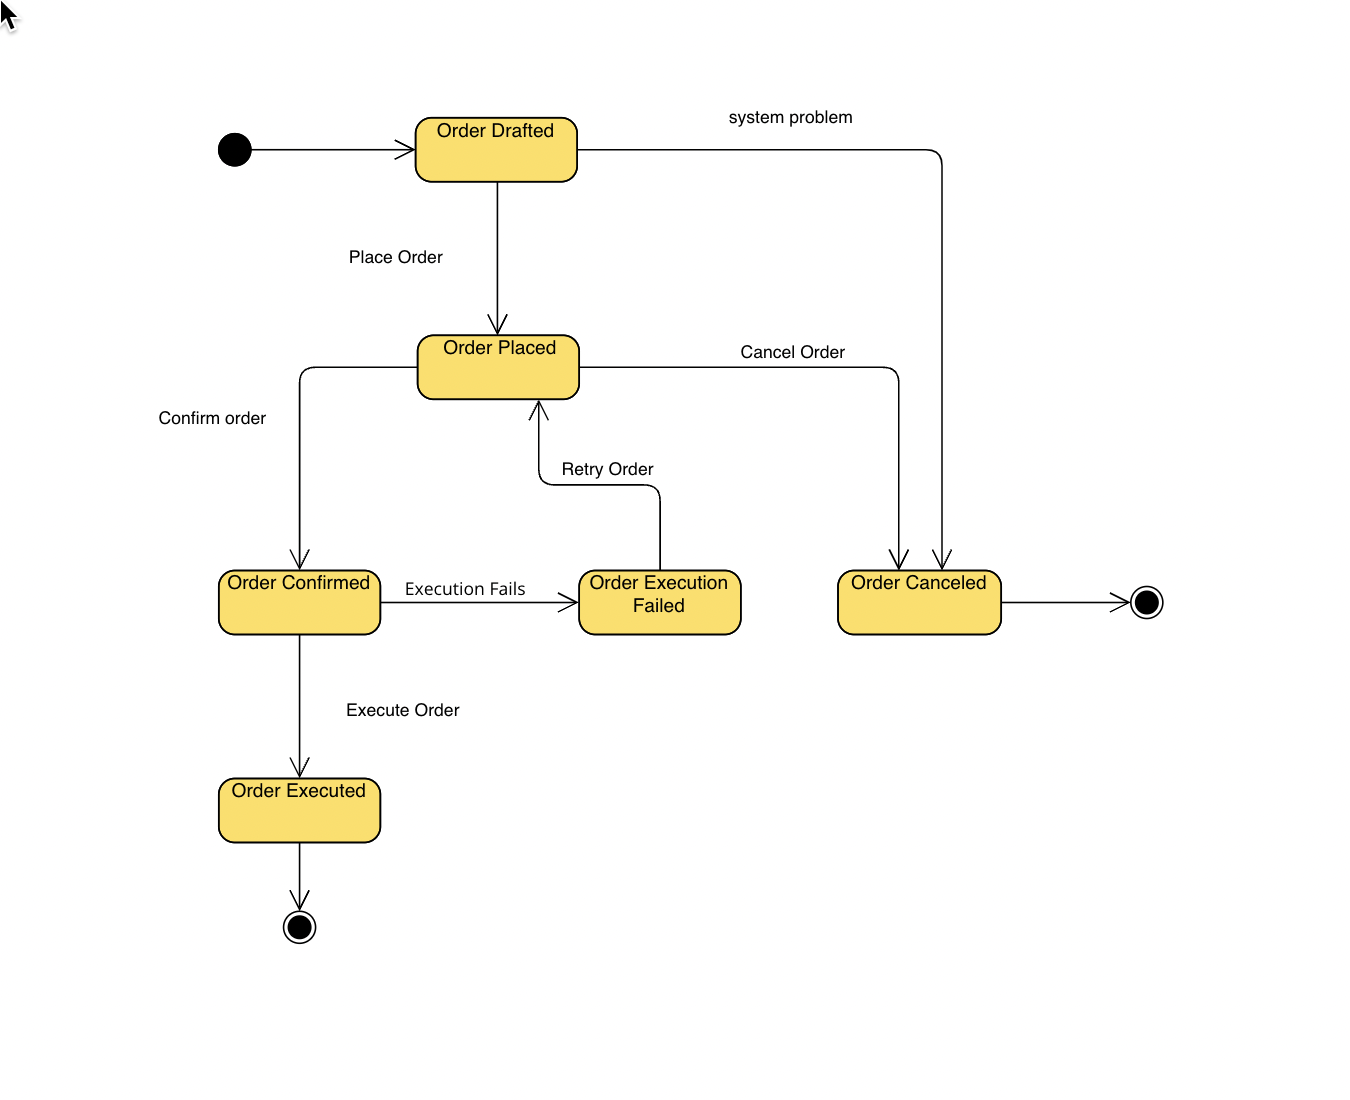 system problem
Order Drafted
Place Order
Order Placed
Cancel Order
Confirm order
Retry Order
Order Confirmed
Execution Fails
Order Execution
Failed
Order Canceled
Execute Order
Order Executed